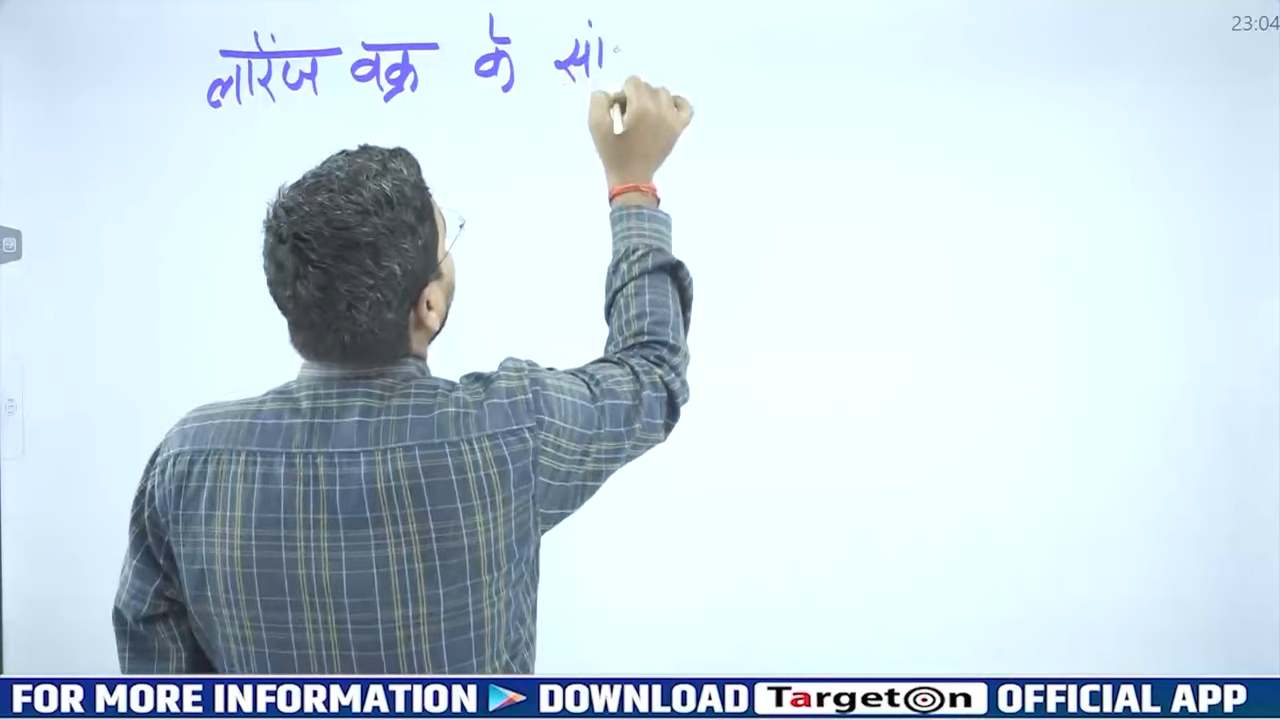 23:04
लारेंज वक्र के सां
FOR MORE INFORMATION DOWNLOAD TargetOn OFFICIAL APP